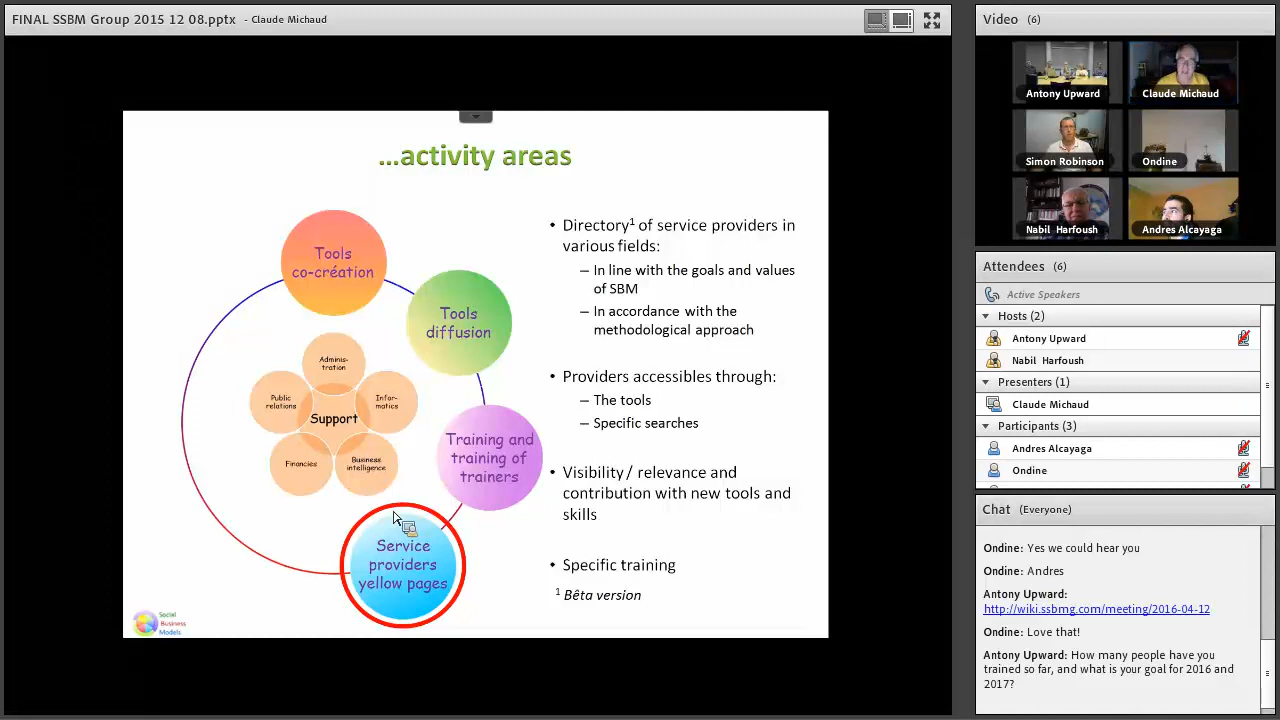 FINAL SSBM Group 2015 12 08.pptx - Claude Michaud
...activity areas
Tools
co-création
Tools
diffusion
Training and
training of
trainers
Service
providers
yellow pages
Adminis-
tration
Public
relations
Infor-
matics
Support
Financies
Business
intelligence
• Directory¹ of service providers in
various fields:
– In line with the goals and values
of SBM
– In accordance with the
methodological approach
• Providers accessibles through:
– The tools
– Specific searches
• Visibility / relevance and
contribution with new tools and
skills
• Specific training
¹ Bêta version
Social
Business
Models
Video (6)
Antony Upward
Claude Michaud
Simon Robinson
Ondine
Nabil Harfoush
Andres Alcayaga
Attendees (6)
Active Speakers
Hosts (2)
Antony Upward
Nabil Harfoush
Presenters (1)
Claude Michaud
Participants (3)
Andres Alcayaga
Ondine
Chat (Everyone)
Ondine: Yes we could hear you
Ondine: Andres
Antony Upward:
http://wiki.ssbmg.com/meeting/2016-04-12
Ondine: Love that!
Antony Upward: How many people have you
trained so far, and what is your goal for 2016 and
2017?